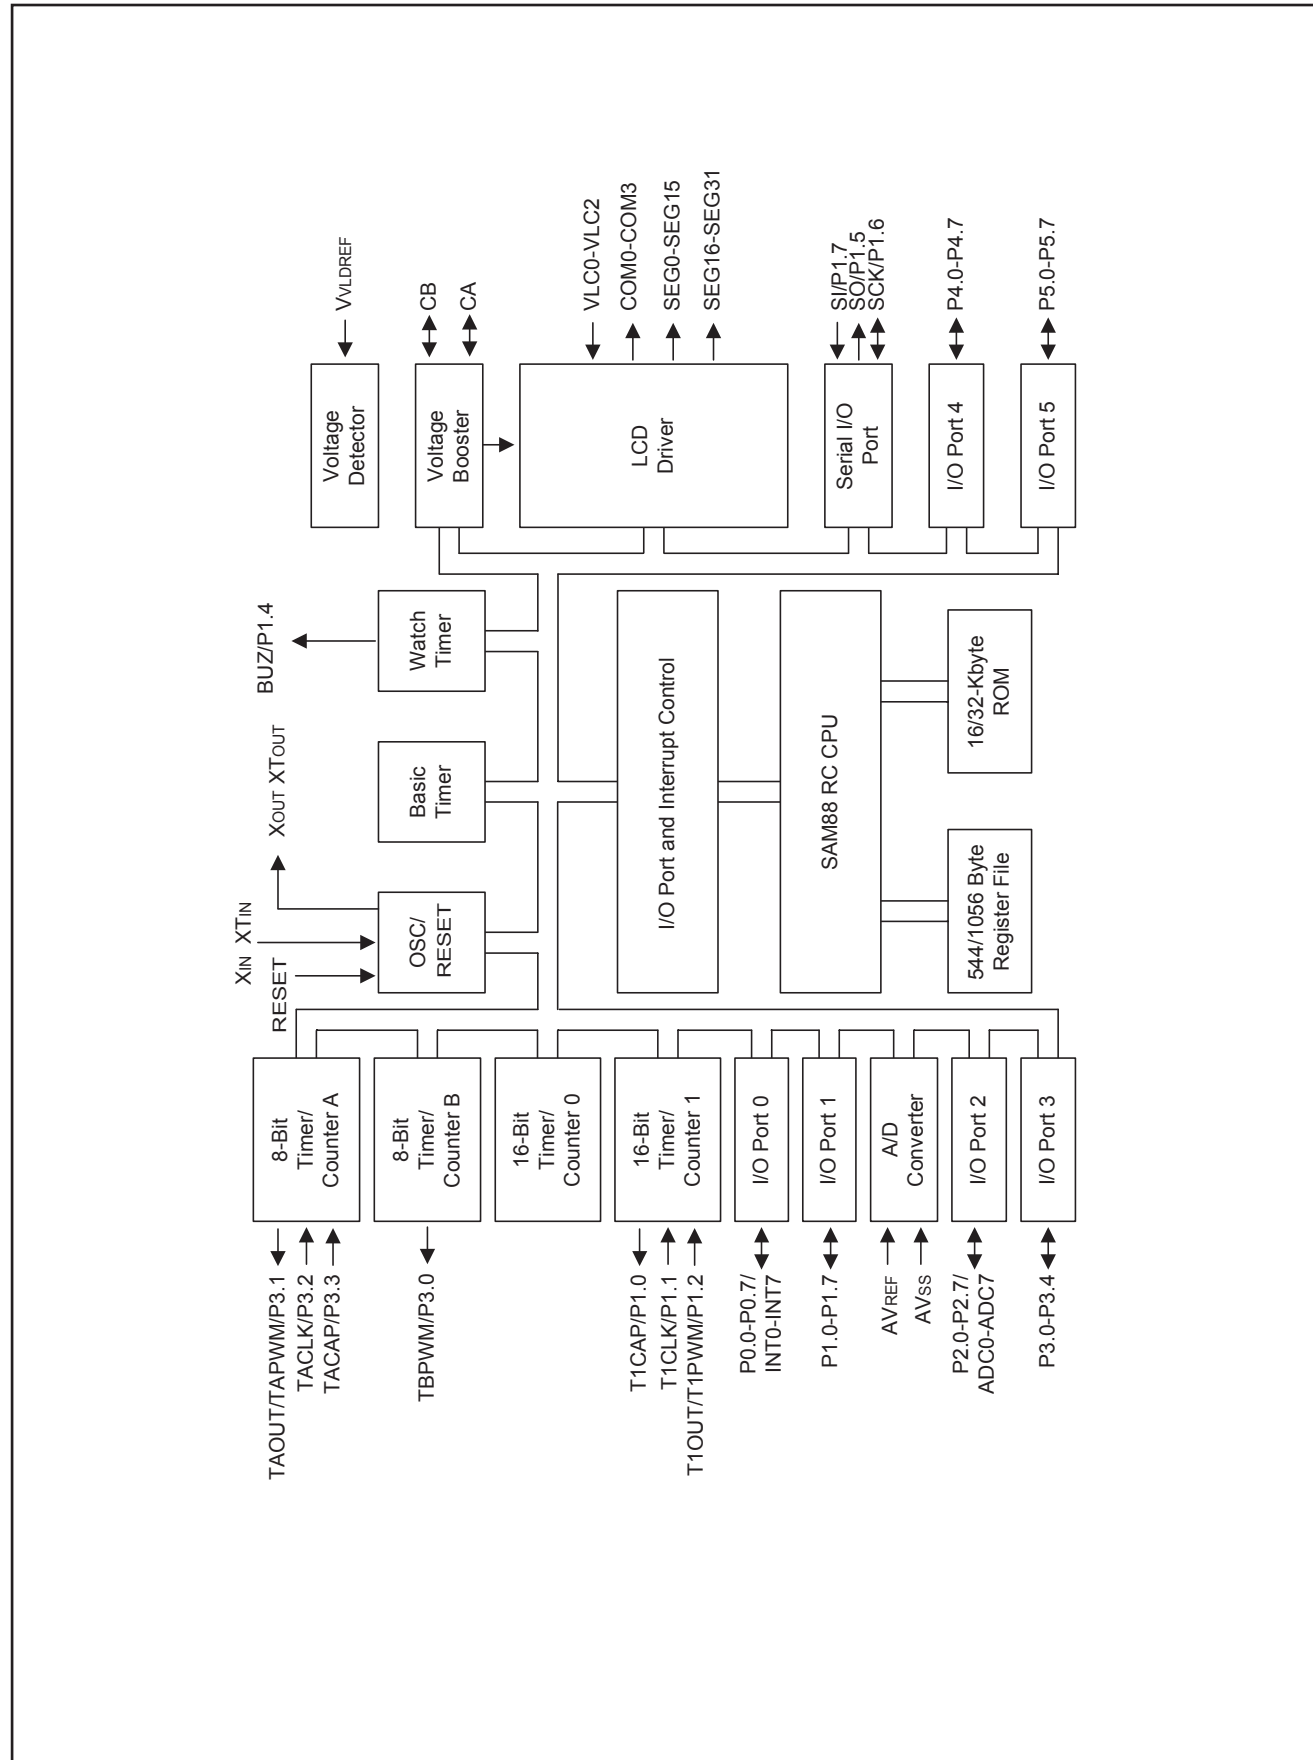 XIN XTIN
XOUT XTOUT
BUZ/P1.4
RESET
TAOUT/TAPWM/P3.1
TACLK/P3.2
TACAP/P3.3
8-Bit
Timer/
Counter A
OSC/
RESET
Basic
Timer
Watch
Timer
Voltage
Detector
VVLDREF
TBPWM/P3.0
8-Bit
Timer/
Counter B
Voltage
Booster
CB
CA
16-Bit
Timer/
Counter 0
T1CAP/P1.0
T1CLK/P1.1
T1OUT/T1PWM/P1.2
16-Bit
Timer/
Counter 1
I/O Port and Interrupt Control
LCD
Driver
VLC0-VLC2
COM0-COM3
SEG0-SEG15
SEG16-SEG31
P0.0-P0.7/
INT0-INT7
I/O Port 0
P1.0-P1.7
I/O Port 1
SAM88 RC CPU
Serial I/O
Port
SI/P1.7
SO/P1.5
SCK/P1.6
AVREF
AVSS
A/D
Converter
P2.0-P2.7/
ADC0-ADC7
I/O Port 2
544/1056 Byte
Register File
16/32-Kbyte
ROM
I/O Port 4
P4.0-P4.7
P3.0-P3.4
I/O Port 3
I/O Port 5
P5.0-P5.7